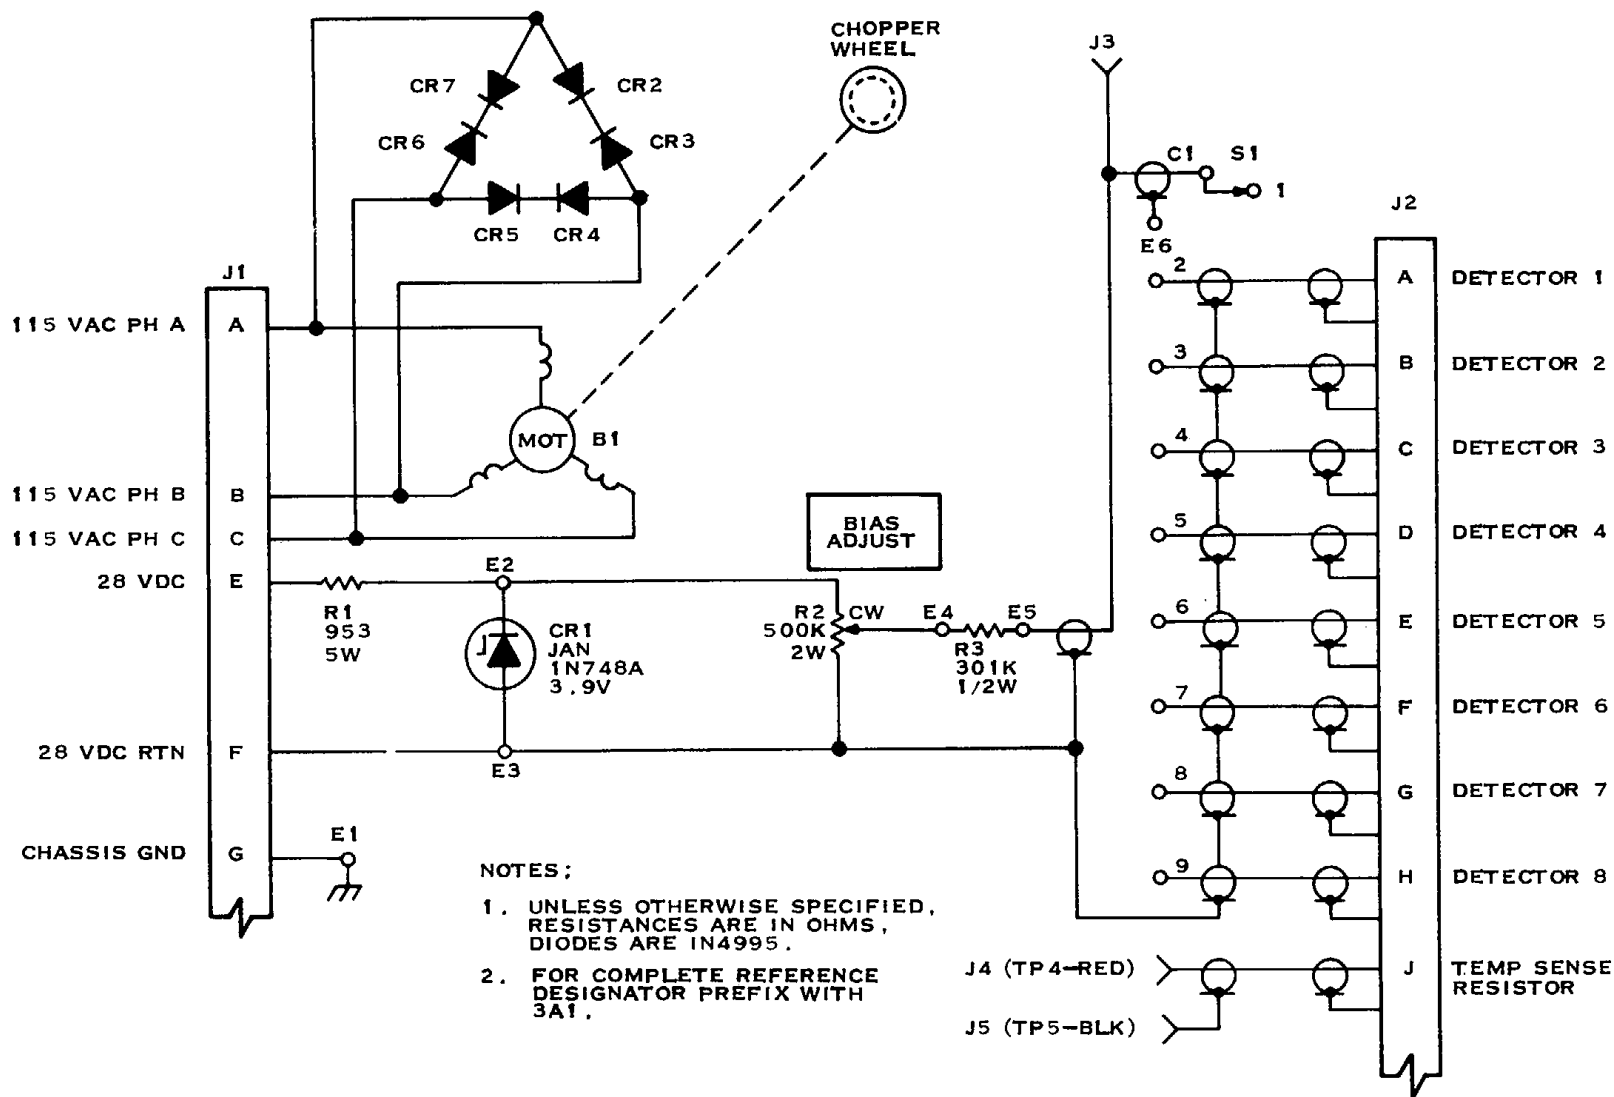 CHOPPER
WHEEL
J3
CR7
CR2
CR6
CR3
CR5
CR4
C1
S1
1
E6
J2
J1
115 VAC PH A
A
MOT
B1
115 VAC PH B
B
115 VAC PH C
C
28 VDC
E
R1
953
5W
E2
CR1
JAN
1N748A
3.9V
E3
28 VDC RTN
F
CHASSIS GND
G
E1
BIAS
ADJUST
R2
500K
2W
CW
E4
E5
R3
301K
1/2W
2
A
DETECTOR 1
3
B
DETECTOR 2
4
C
DETECTOR 3
5
D
DETECTOR 4
6
E
DETECTOR 5
7
F
DETECTOR 6
8
G
DETECTOR 7
9
H
DETECTOR 8
J4 (TP4-RED)
J
TEMP SENSE
RESISTOR
J5 (TP5-BLK)
NOTES:
1. UNLESS OTHERWISE SPECIFIED,
RESISTANCES ARE IN OHMS,
DIODES ARE IN4995.
2. FOR COMPLETE REFERENCE
DESIGNATOR PREFIX WITH
3A1.